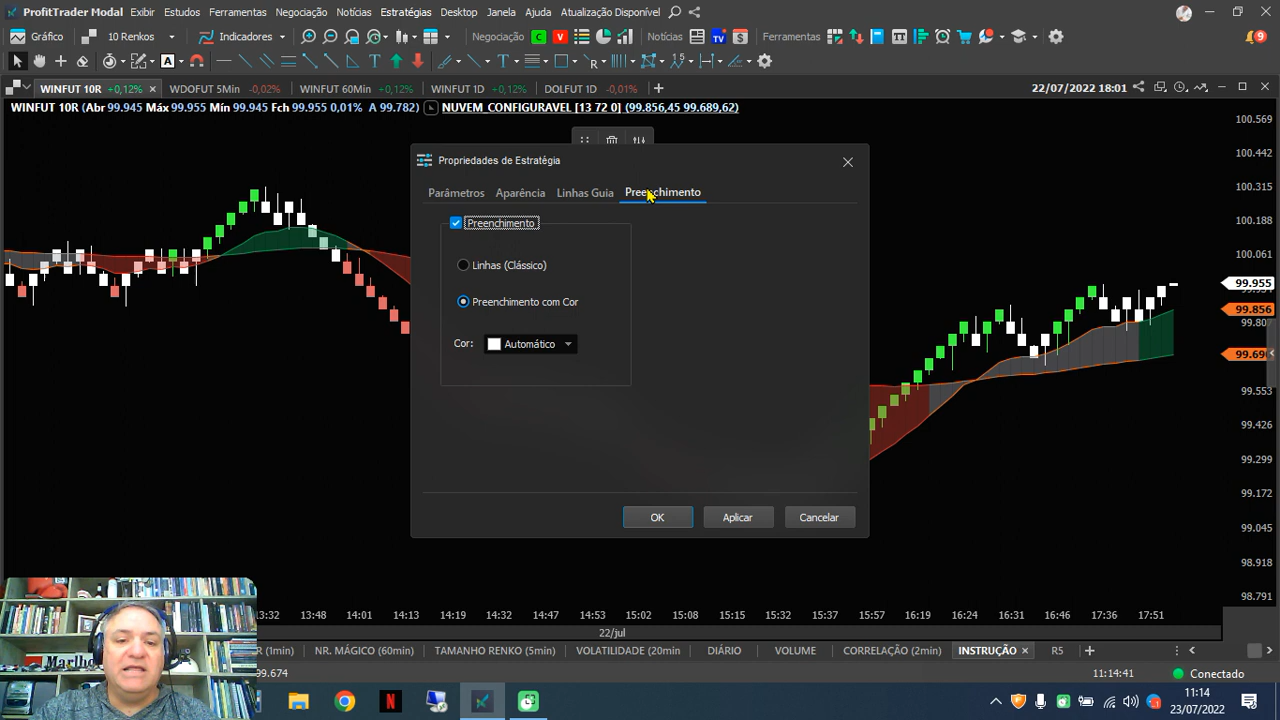 ProfitTrader Modal Exibir Estudos Ferramentas Negociação Notícias Estratégias Desktop Janela Ajuda Atualização Disponível
Gráfico 10 Renkos Indicadores Negociação C V Notícias Ferramentas 9
WINFUT 10R +0,12% × WDOFUT 5Min -0,02% WINFUT 60Min +0,12% WINFUT 1D +0,12% DOLFUT 1D -0,01% + 22/07/2022 18:01
WINFUT 10R (Abr 99.945 Máx 99.955 Mín 99.945 Fch 99.955 0,01% A 99.782) NUVEM_CONFIGURAVEL [13 72 0] (99.856,45 99.689,62)
Propriedades de Estratégia
Parâmetros Aparência Linhas Guia Preenchimento
Preenchimento
Linhas (Clássico)
Preenchimento com Cor
Cor: Automático
OK Aplicar Cancelar
100.569
100.442
100.315
100.188
100.061
99.955
99.856
99.553
99.426
99.299
99.172
99.045
98.918
98.791
13:32 13:48 14:01 14:13 14:19 14:32 14:47 14:53 15:02 15:08 15:15 15:32 15:37 15:57 16:19 16:24 16:31 16:46 17:36 17:51
22/jul
(1min) NR. MÁGICO (60min) TAMANHO RENKO (5min) VOLATILIDADE (20min DIÁRIO VOLUME CORRELAÇÃO (2min) INSTRUÇÃO × R5 +
99.674 11:14:41 Conectado
Marlboro
11:14
23/07/2022